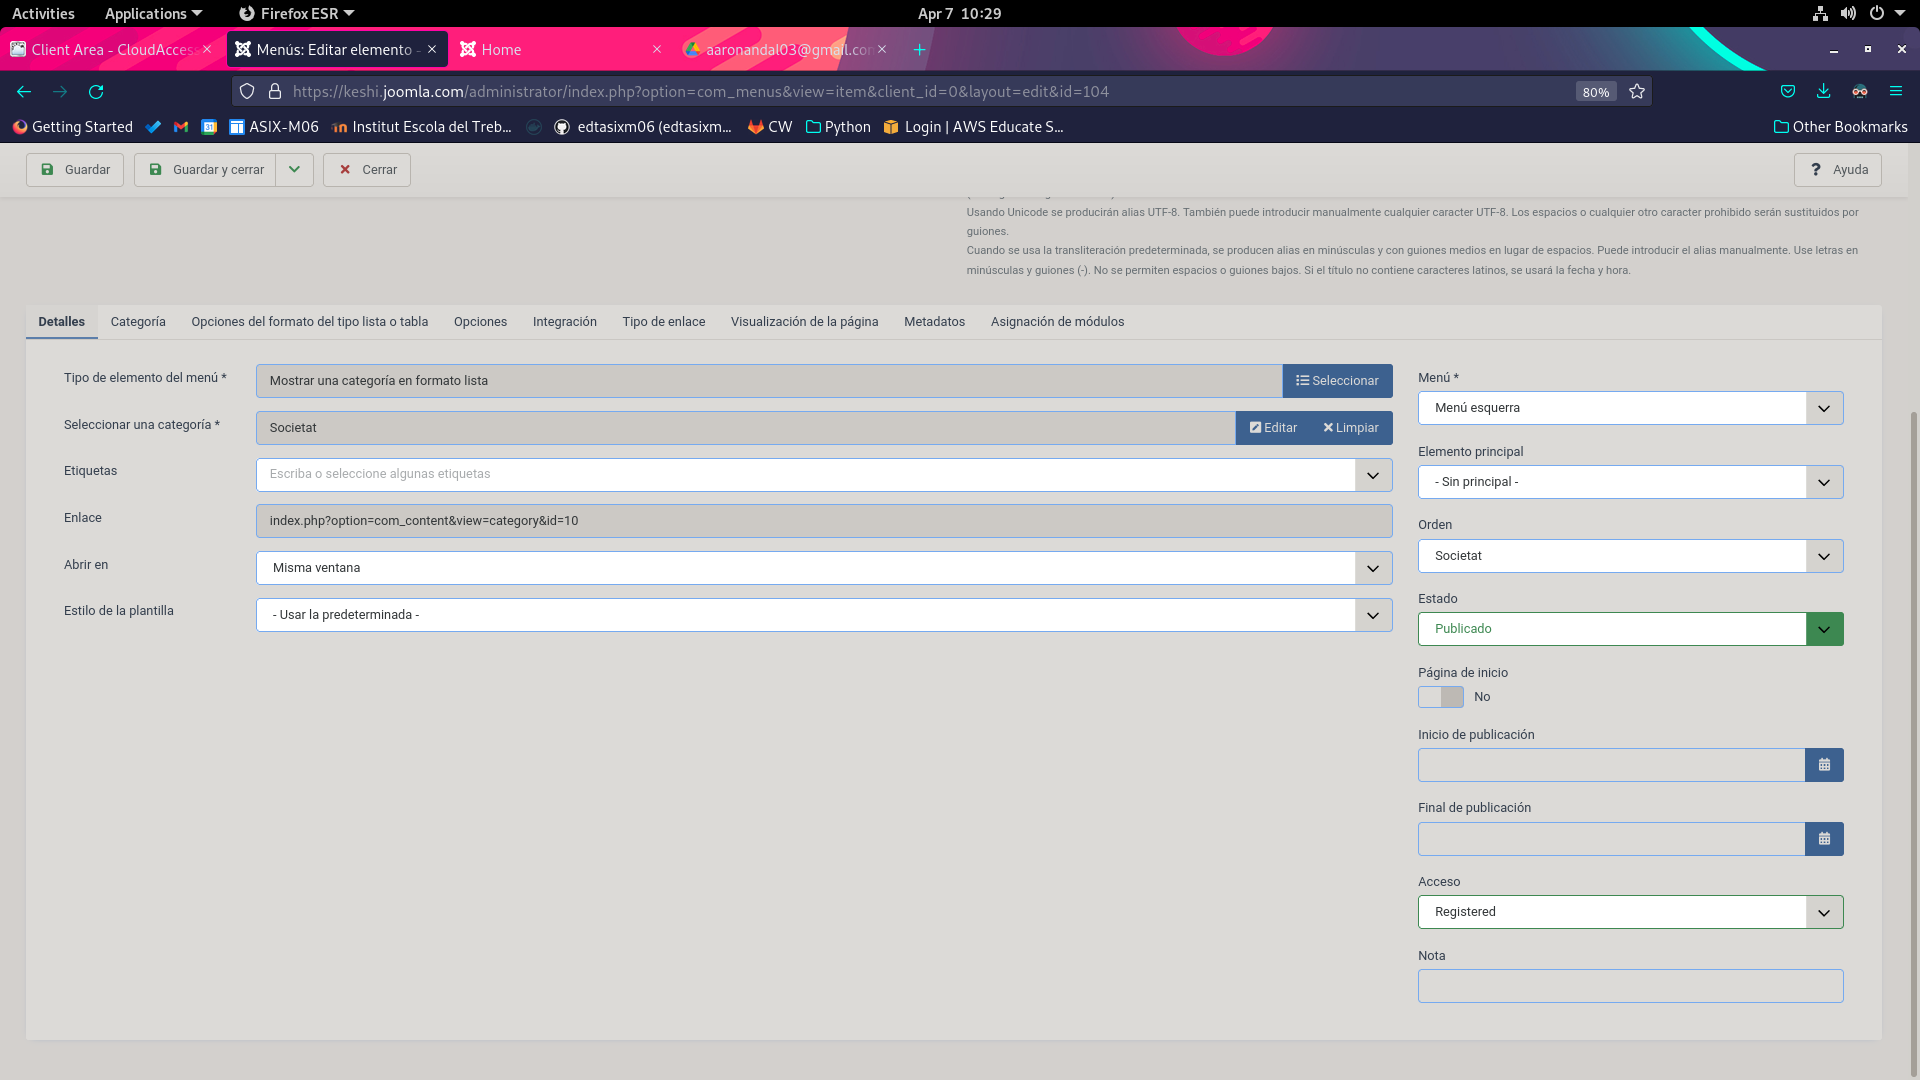 Activities Applications Firefox ESR Apr 7 10:29
Client Area - CloudAcces Menús: Editar elemento - Home aaronandal03@gmail.co
https://keshi.joomla.com/administrator/index.php?option=com_menus&view=item&client_id=0&layout=edit&id=104 80%
Getting Started 31 ASIX-M06 Institut Escola del Treb... edtasixm06 (edtasixm... CW Python Login | AWS Educate S... Other Bookmarks
Guardar Guardar y cerrar Cerrar ? Ayuda
Usando Unicode se producirán alias UTF-8. También puede introducir manualmente cualquier caracter UTF-8. Los espacios o cualquier otro caracter prohibido serán sustituidos por
guiones.
Cuando se usa la transliteración predeterminada, se producen alias en minúsculas y con guiones medios en lugar de espacios. Puede introducir el alias manualmente. Use letras en
minúsculas y guiones (-). No se permiten espacios o guiones bajos. Si el título no contiene caracteres latinos, se usará la fecha y hora.
Detalles Categoría Opciones del formato del tipo lista o tabla Opciones Integración Tipo de enlace Visualización de la página Metadatos Asignación de módulos
Tipo de elemento del menú * Mostrar una categoría en formato lista Seleccionar
Seleccionar una categoría * Societat Editar Limpiar
Etiquetas Escriba o seleccione algunas etiquetas
Enlace index.php?option=com_content&view=category&id=10
Abrir en Misma ventana
Estilo de la plantilla - Usar la predeterminada -
Menú *
Menú esquerra
Elemento principal
- Sin principal -
Orden
Societat
Estado
Publicado
Página de inicio
No
Inicio de publicación
Final de publicación
Acceso
Registered
Nota